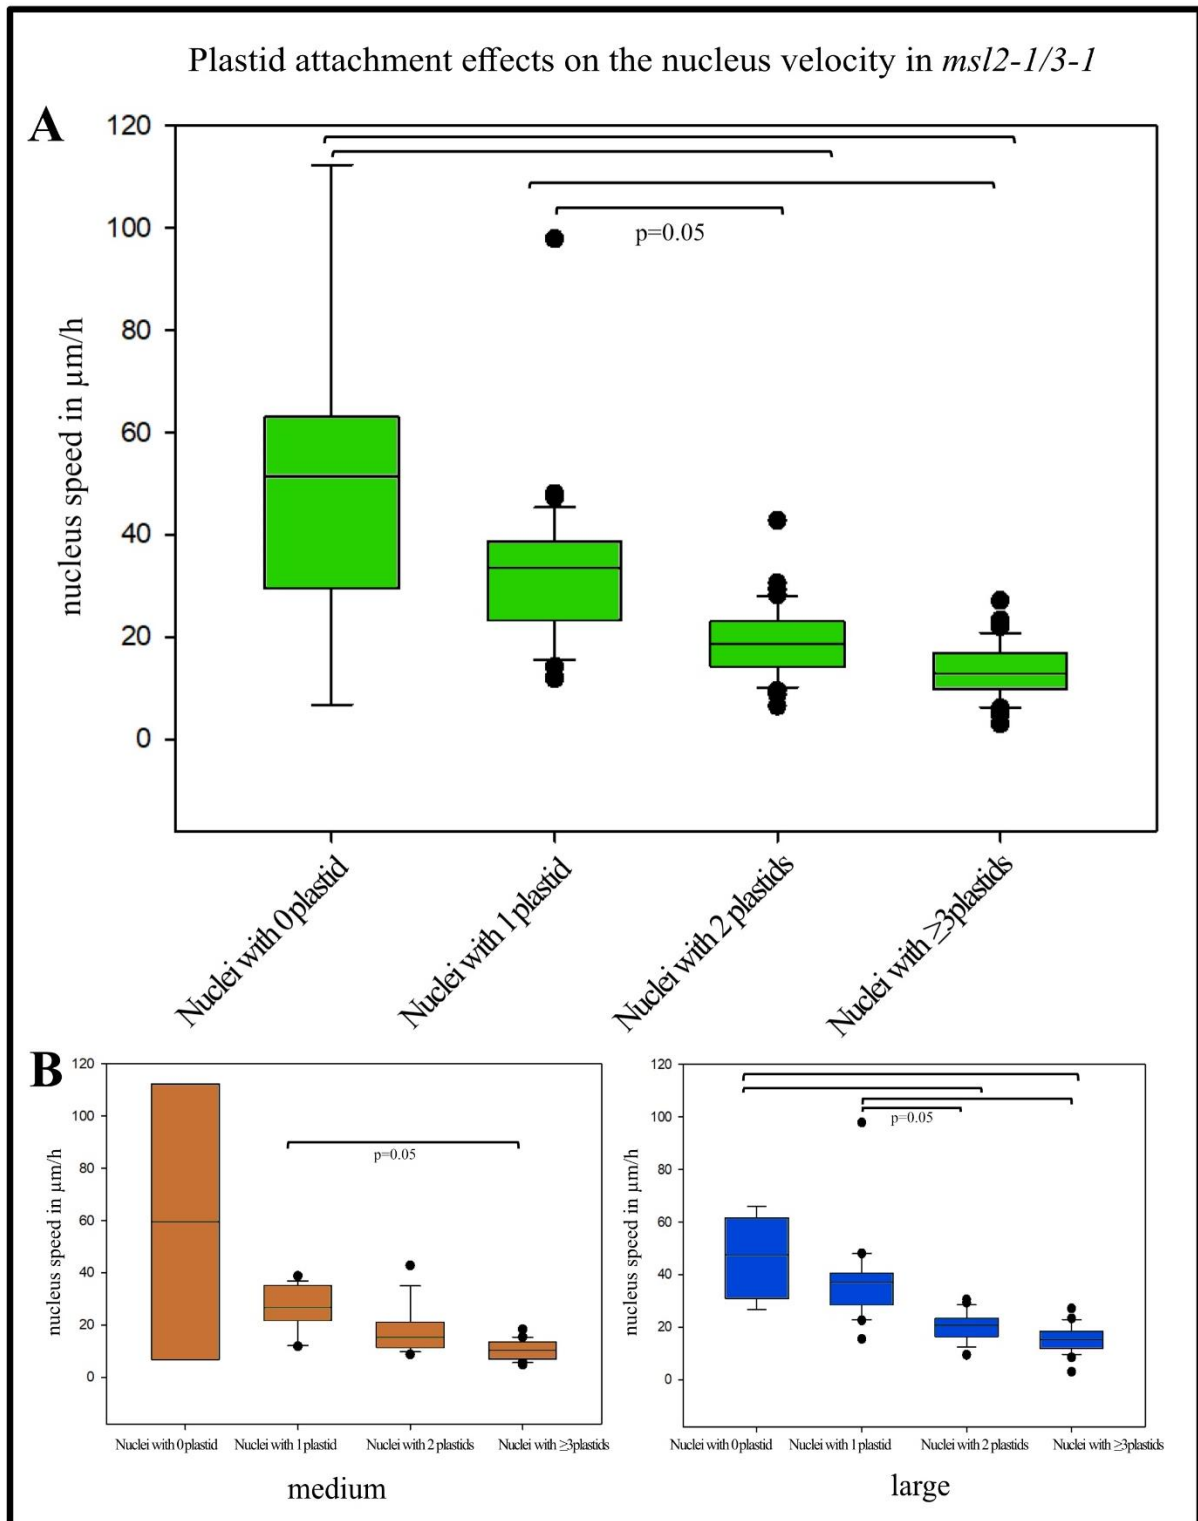 Plastid attachment effects on the nucleus velocity in msl2-1/3-1
A
nucleus speed in µm/h
120
100
80
60
40
20
0
p=0.05
Nuclei with 0 plastid
Nuclei with 1 plastid
Nuclei with 2 plastids
Nuclei with ≥3plastids
B
nucleus speed in µm/h
120
100
80
60
40
20
0
p=0.05
Nuclei with 0 plastid
Nuclei with 1 plastid
Nuclei with 2 plastids
Nuclei with ≥3plastids
medium
nucleus speed in µm/h
120
100
80
60
40
20
0
p=0.05
Nuclei with 0 plastid
Nuclei with 1 plastid
Nuclei with 2 plastids
Nuclei with ≥3plastids
large